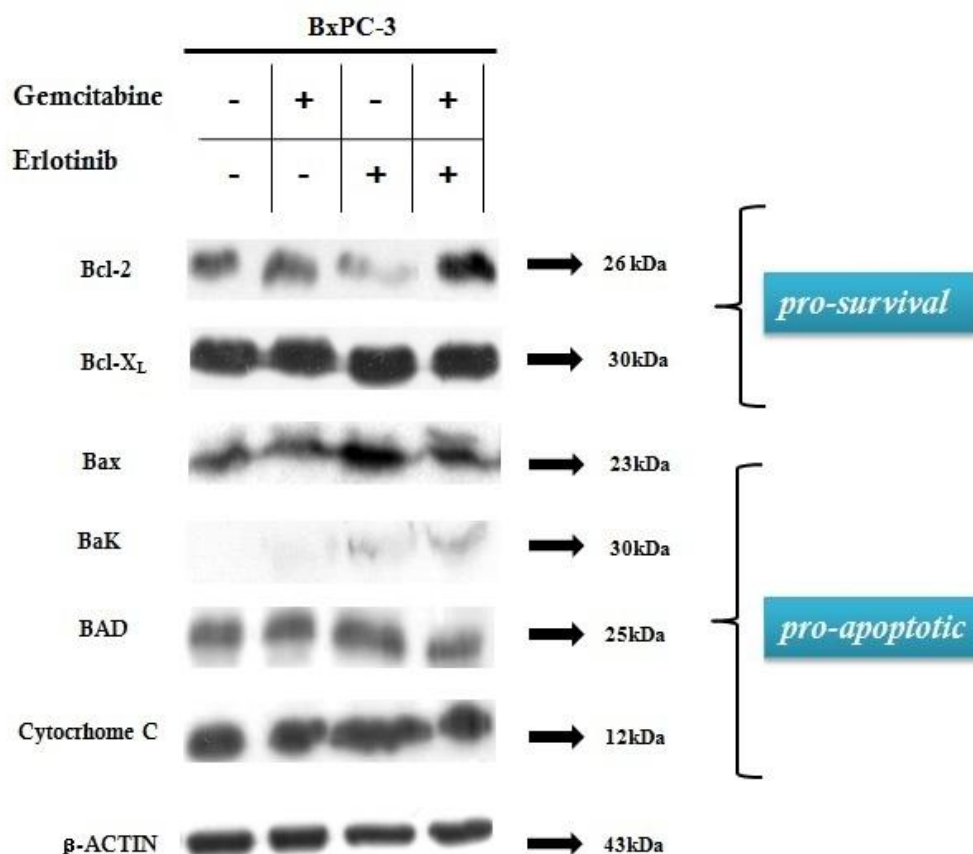 BxPC-3
Gemcitabine - + - +
Erlotinib - - + +
Bcl-2 26 kDa
pro-survival
Bcl-XL 30kDa
Bax 23kDa
BaK 30kDa
BAD 25kDa
pro-apoptotic
Cytocrhome C 12kDa
β-ACTIN 43kDa